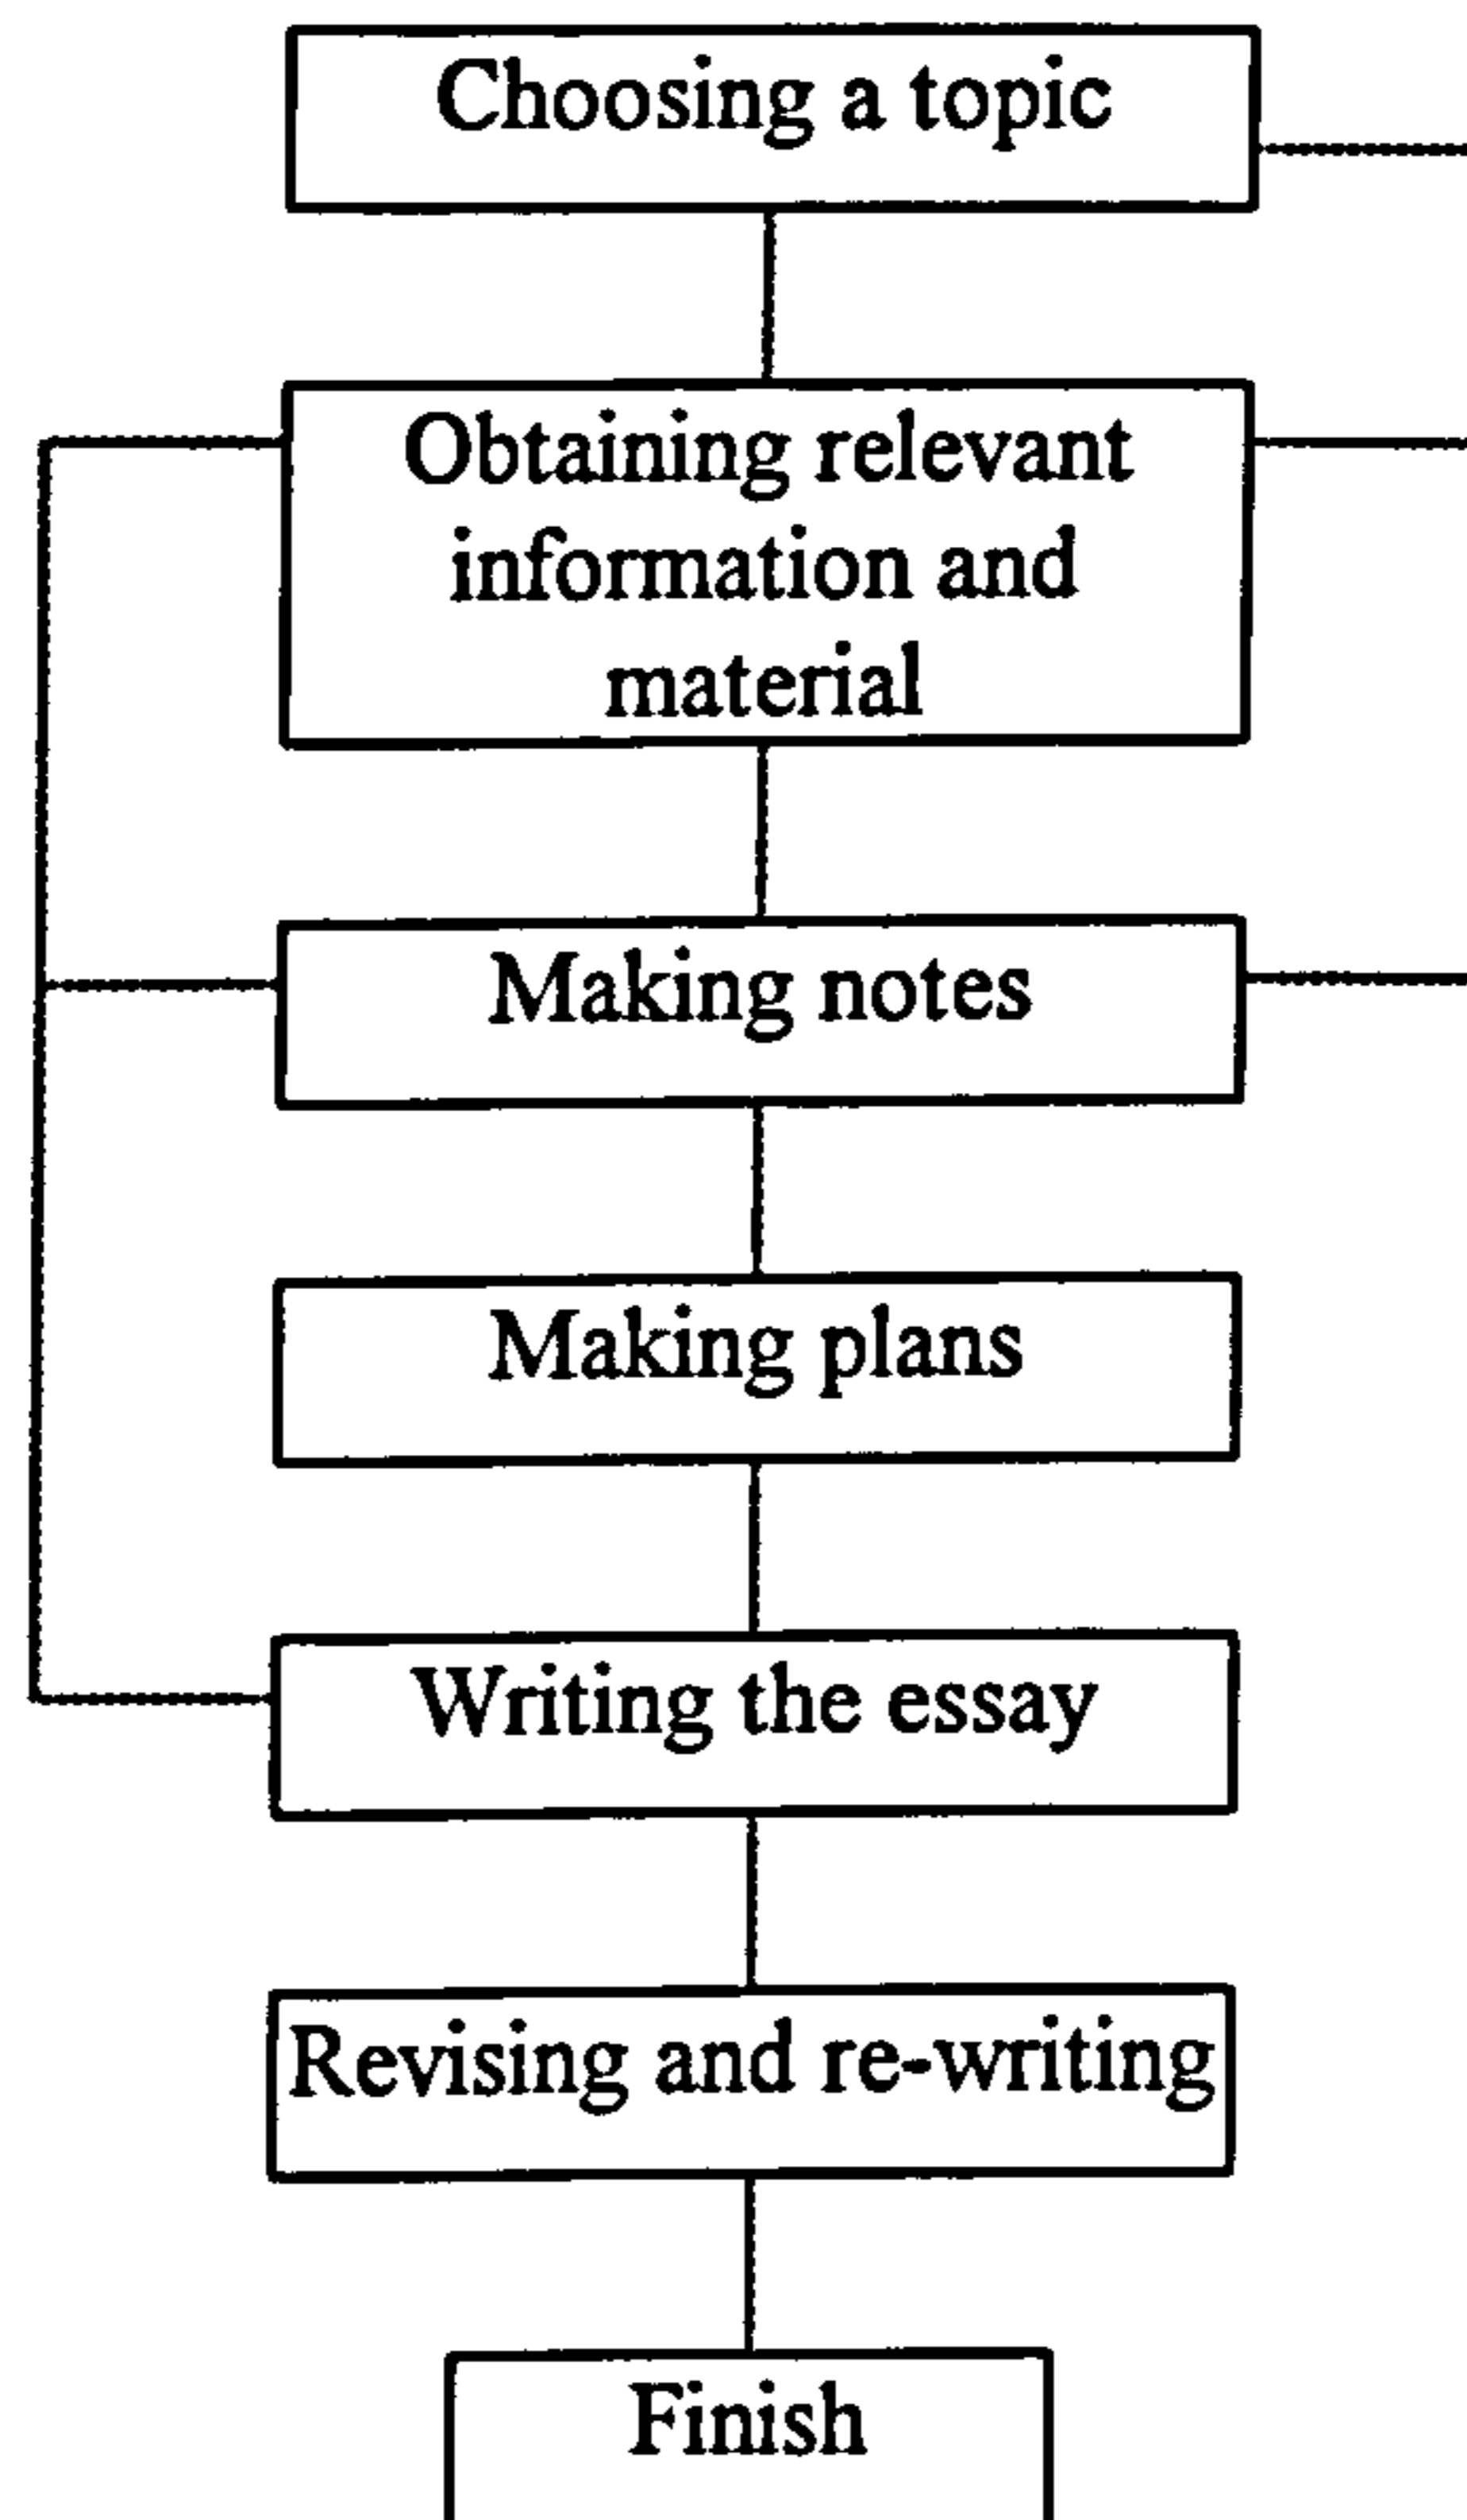 Choosing a topic
Obtaining relevant
information and
material
Making notes
Making plans
Writing the essay
Revising and re-writing
Finish